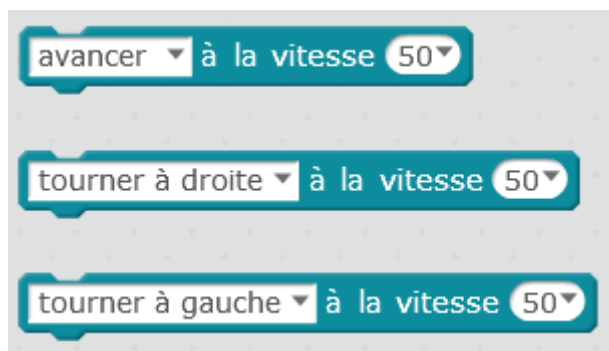 avancer à la vitesse 50
tourner à droite à la vitesse 50
tourner à gauche à la vitesse 50